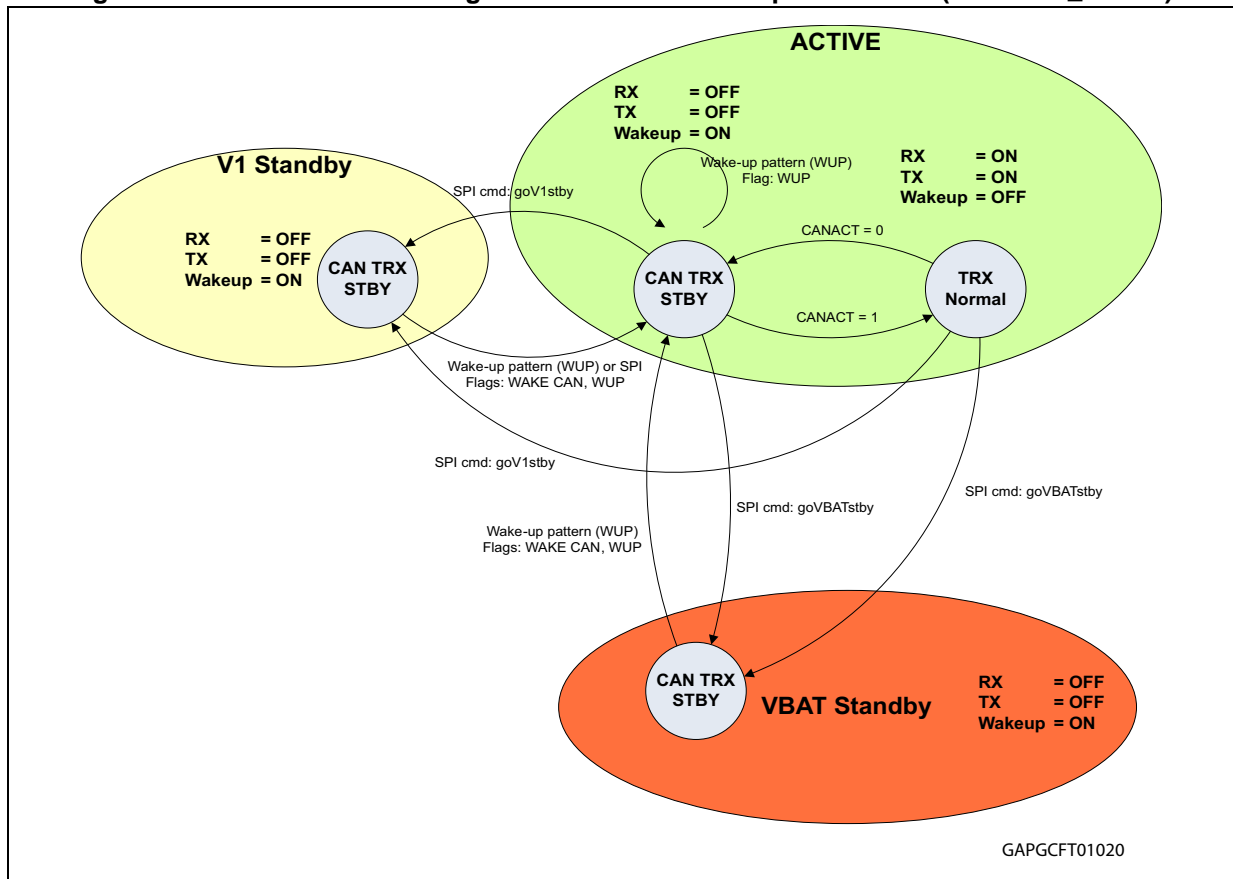 ACTIVE
RX = OFF
TX = OFF
Wakeup = ON
Wake-up pattern (WUP)
Flag: WUP
RX = ON
TX = ON
Wakeup = OFF
V1 Standby
SPI cmd: goV1stby
RX = OFF
TX = OFF
Wakeup = ON
CAN TRX
STBY
CAN TRX
STBY
CANACT = 0
TRX
Normal
CANACT = 1
Wake-up pattern (WUP) or SPI
Flags: WAKE CAN, WUP
SPI cmd: goV1stby
SPI cmd: goVBATstby
SPI cmd: goVBATstby
Wake-up pattern (WUP)
Flags: WAKE CAN, WUP
CAN TRX
STBY
VBAT Standby
RX = OFF
TX = OFF
Wakeup = ON
GAPGCFT01020